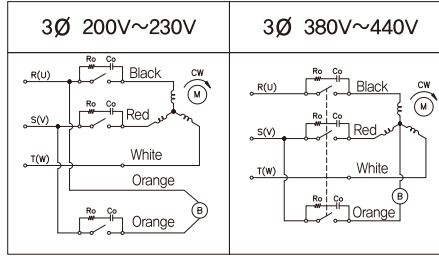 3Ø 200V～230V
Ro Co
R(U)
Black
CW
M
Ro Co
S(V)
Red
T(W)
White
Orange
B
Ro Co
Orange
3Ø 380V～440V
Ro Co
R(U)
Black
CW
M
Ro Co
S(V)
Red
T(W)
White
B
Ro Co
Orange